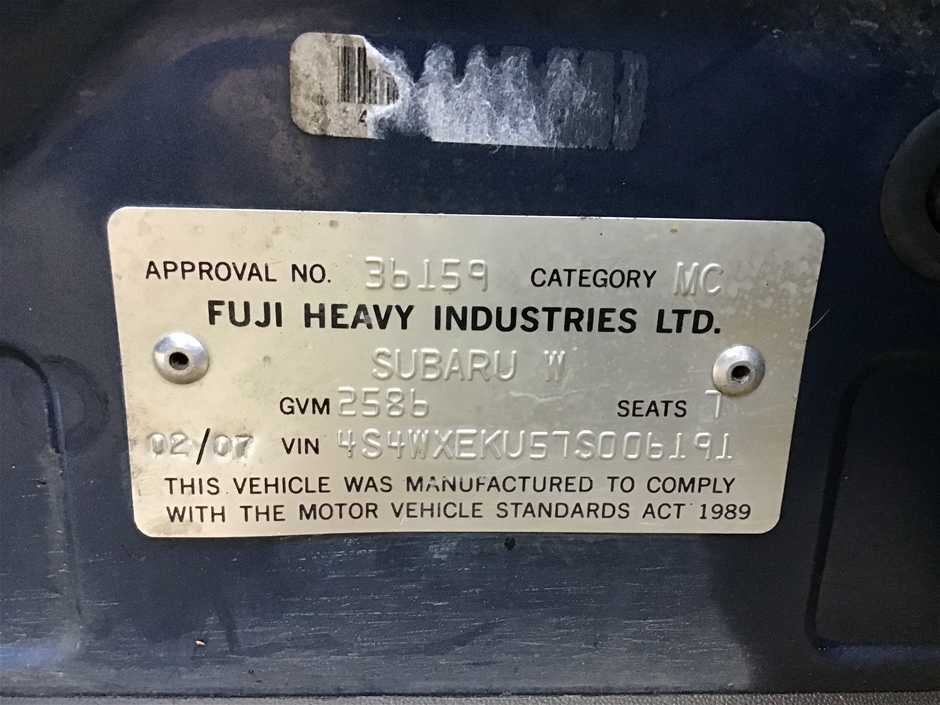 4
APPROVAL NO. 36159 CATEGORY MC
FUJI HEAVY INDUSTRIES LTD.
SUBARU W
GVM 2586 SEATS 7
02/07 VIN 4S4WXEKU57S006191
THIS VEHICLE WAS MANUFACTURED TO COMPLY
WITH THE MOTOR VEHICLE STANDARDS ACT 1989